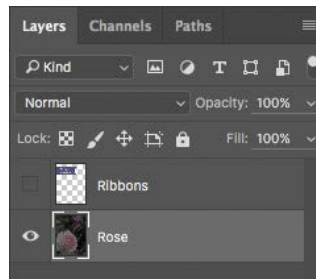 Layers Channels Paths
Kind
Normal Opacity: 100%
Lock: Fill: 100%
Ribbons
Rose